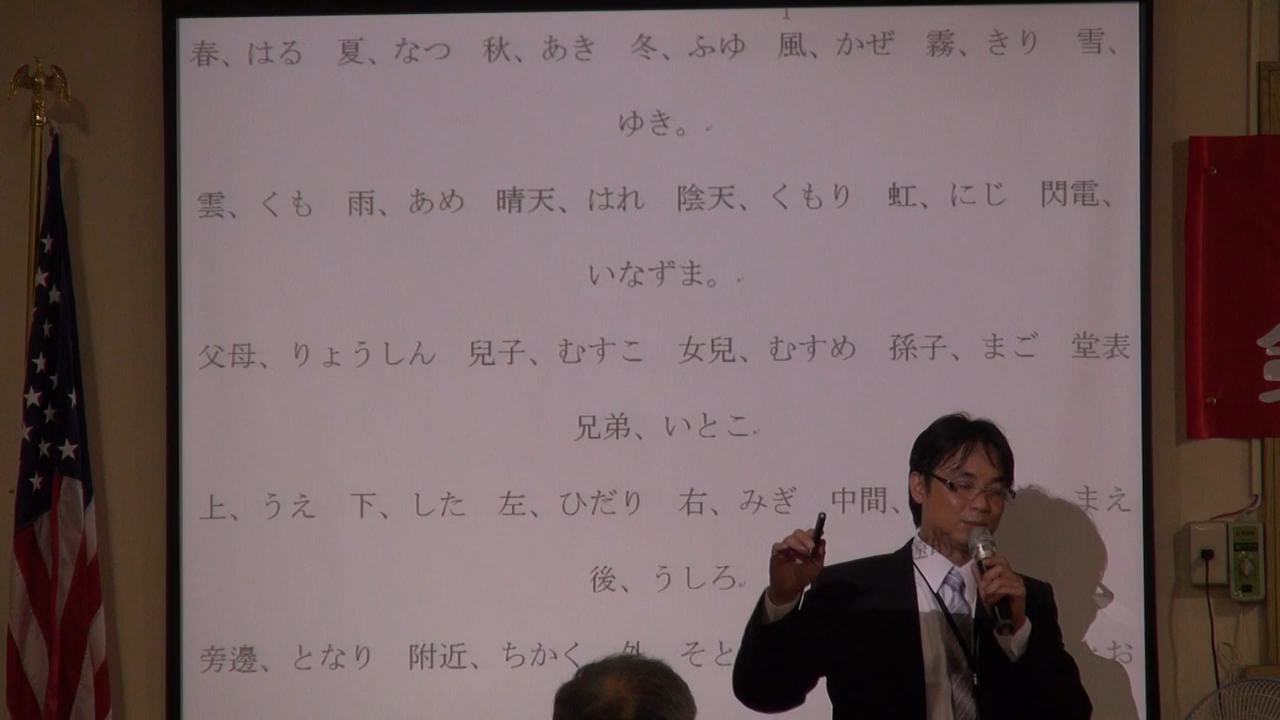 春、はる　夏、なつ　秋、あき　冬、ふゆ　風、かぜ　霧、きり　雪、
ゆき。
雲、くも　雨、あめ　晴天、はれ　陰天、くもり　虹、にじ　閃電、
いなずま。
父母、りょうしん　兒子、むすこ　女兒、むすめ　孫子、まご　堂表
兄弟、いとこ
上、うえ　下、した　左、ひだり　右、みぎ　中間、　まえ
後、うしろ
旁邊、となり　附近、ちかく　外、そと　お